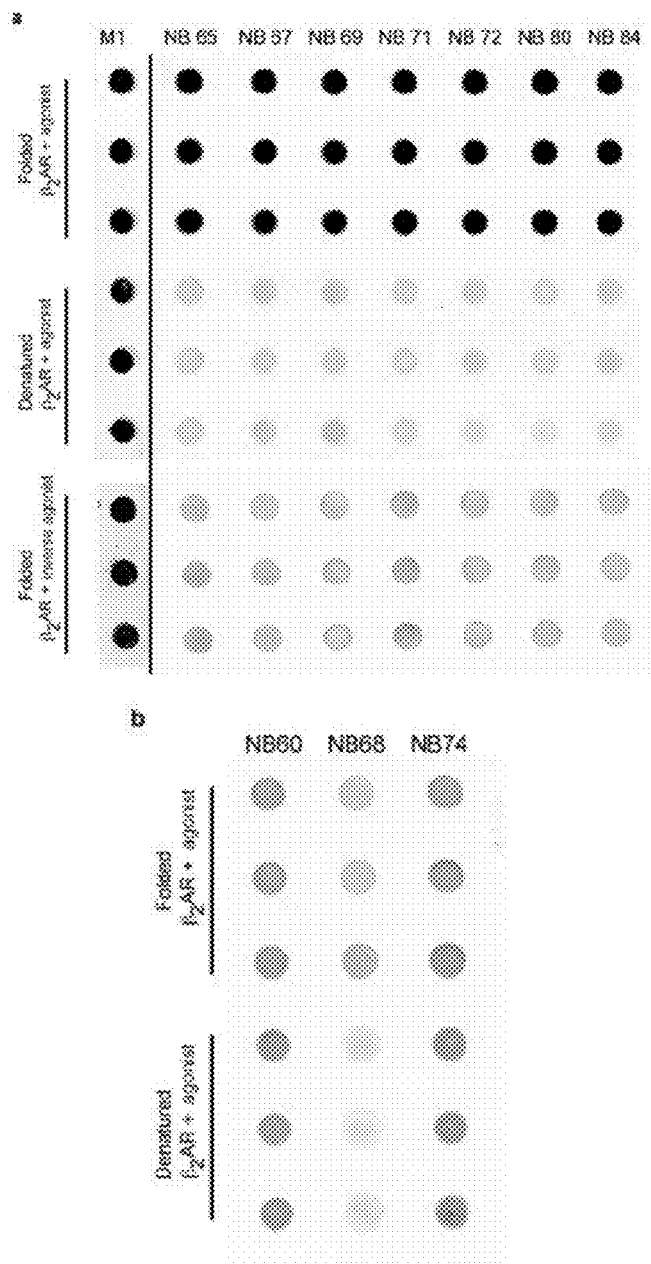 a
M1 NB 65 NB 67 NB 69 NB 71 NB 72 NB 80 NB 84
Folded
β₂AR + agonist
Denatured
β₂AR + agonist
Folded
β₂AR + inverse agonist
b
NB60 NB68 NB74
Folded
β₂AR + agonist
Denatured
β₂AR + agonist